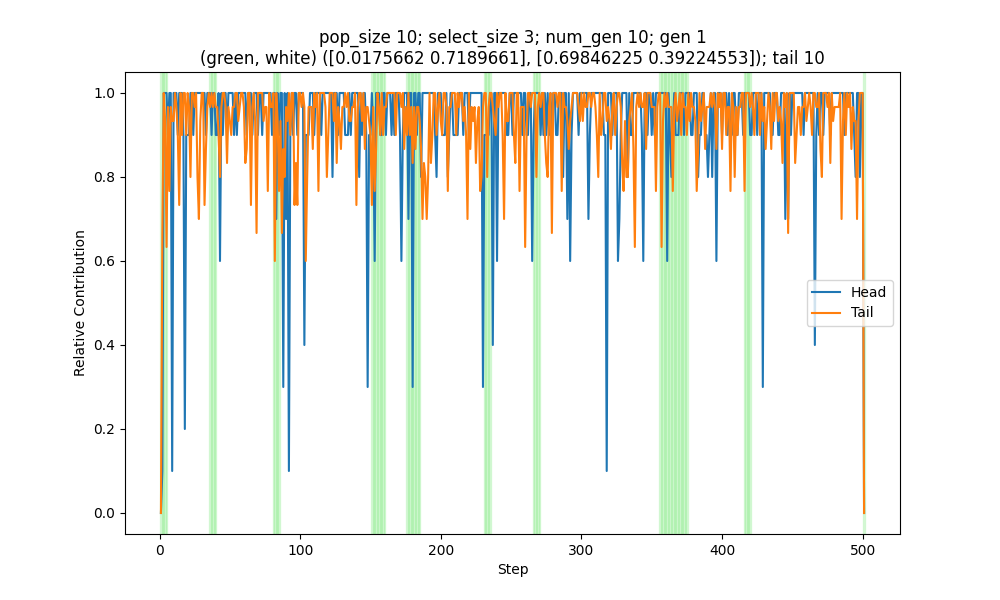 pop_size 10; select_size 3; num_gen 10; gen 1
(green, white) ([0.0175662 0.7189661], [0.69846225 0.39224553]); tail 10
1.0
0.8
0.6
0.4
0.2
0.0
Relative Contribution
Head
Tail
0
100
200
300
400
500
Step